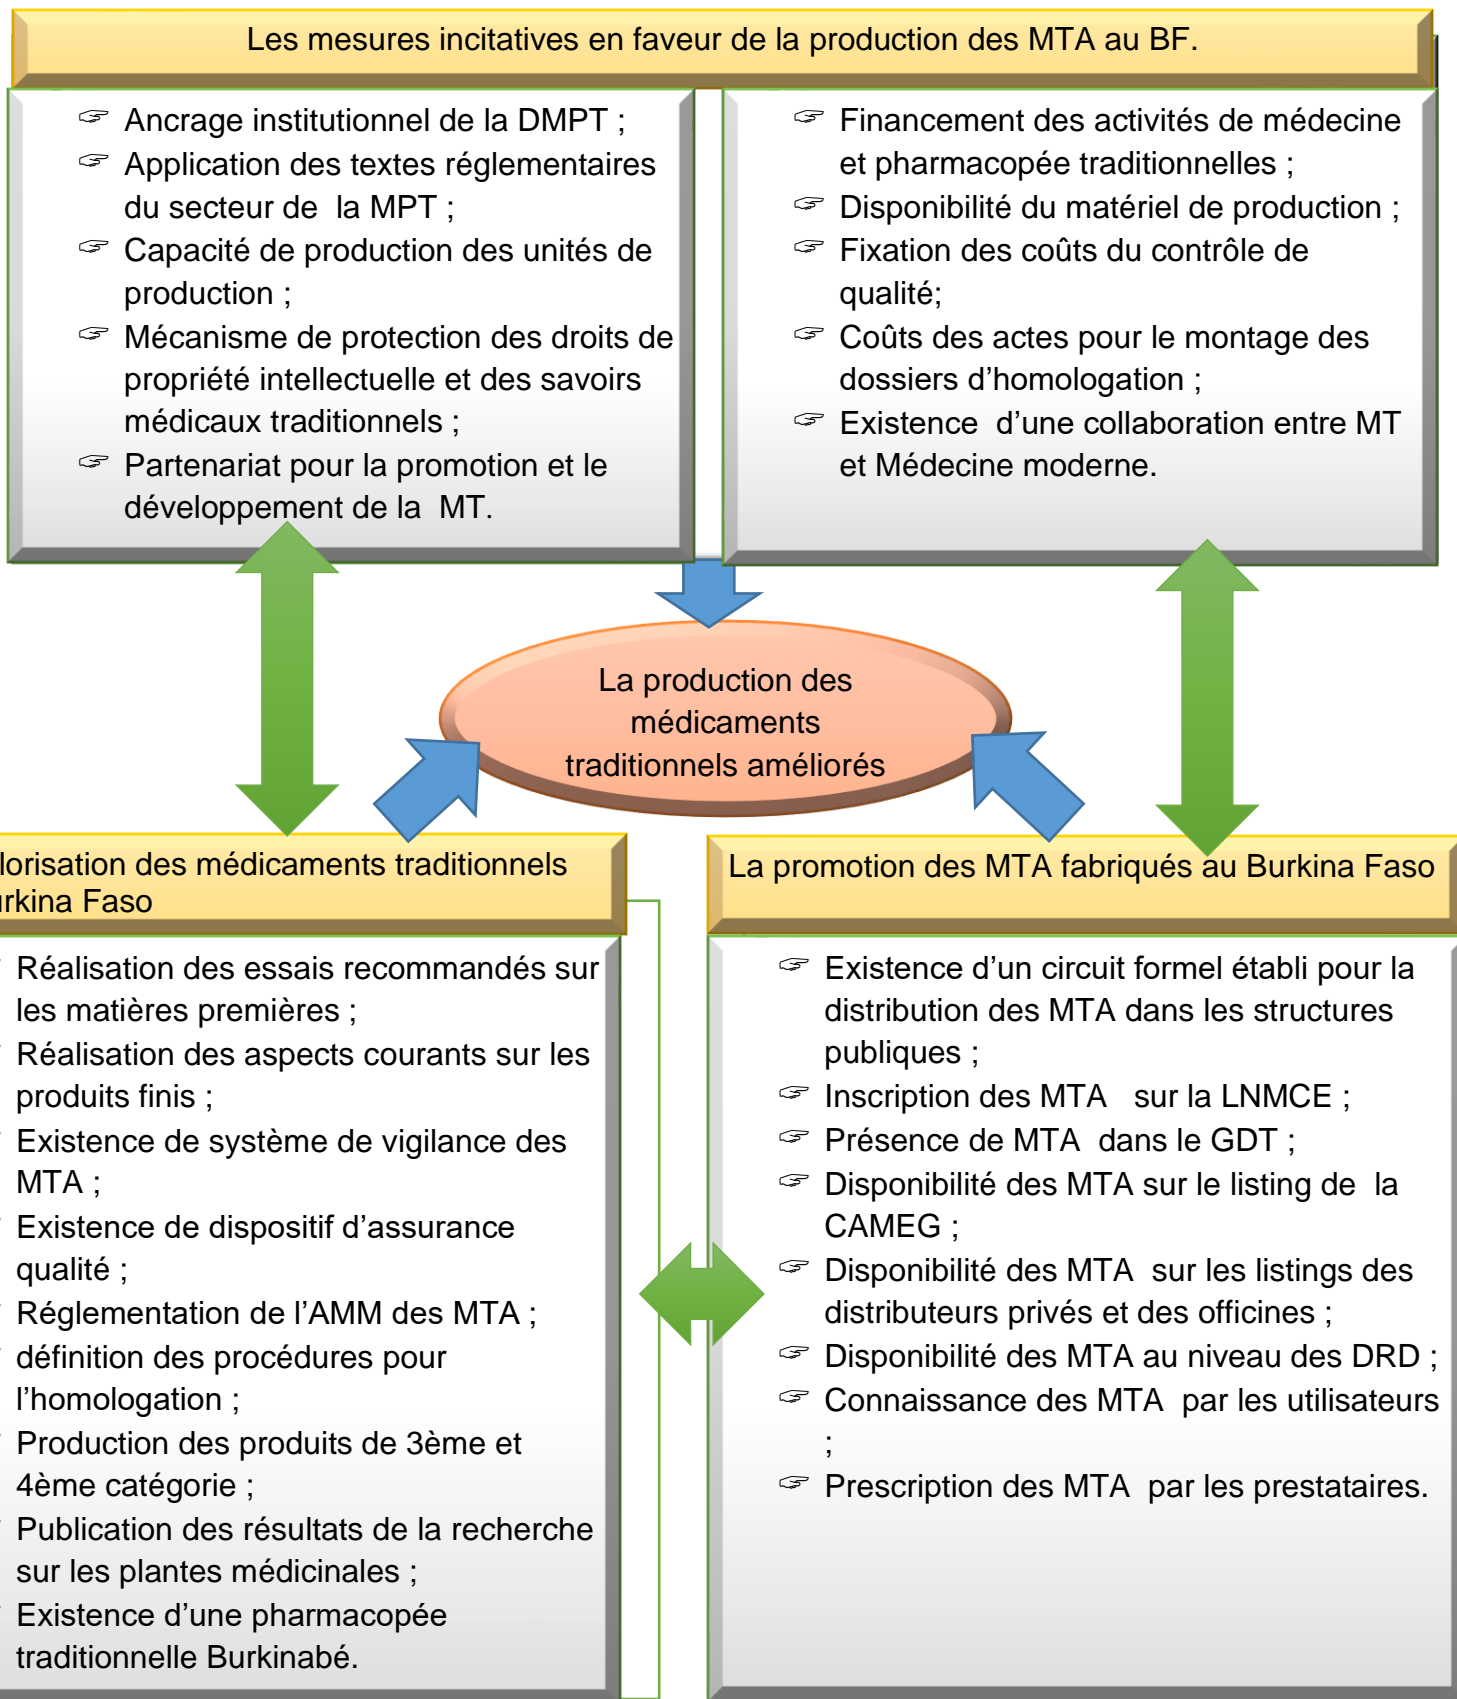 Les mesures incitatives en faveur de la production des MTA au BF.
Ancrage institutionnel de la DMPT ;
Application des textes réglementaires
du secteur de la MPT ;
Capacité de production des unités de
production ;
Mécanisme de protection des droits de
propriété intellectuelle et des savoirs
médicaux traditionnels ;
Partenariat pour la promotion et le
développement de la MT.
Financement des activités de médecine
et pharmacopée traditionnelles ;
Disponibilité du matériel de production ;
Fixation des coûts du contrôle de
qualité;
Coûts des actes pour le montage des
dossiers d’homologation ;
Existence d’une collaboration entre MT
et Médecine moderne.
La production des
médicaments
traditionnels améliorés
lorisation des médicaments traditionnels
urkina Faso
Réalisation des essais recommandés sur
les matières premières ;
Réalisation des aspects courants sur les
produits finis ;
Existence de système de vigilance des
MTA ;
Existence de dispositif d’assurance
qualité ;
Réglementation de l’AMM des MTA ;
définition des procédures pour
l’homologation ;
Production des produits de 3ème et
4ème catégorie ;
Publication des résultats de la recherche
sur les plantes médicinales ;
Existence d’une pharmacopée
traditionnelle Burkinabé.
La promotion des MTA fabriqués au Burkina Faso
Existence d’un circuit formel établi pour la
distribution des MTA dans les structures
publiques ;
Inscription des MTA sur la LNMCE ;
Présence de MTA dans le GDT ;
Disponibilité des MTA sur le listing de la
CAMEG ;
Disponibilité des MTA sur les listings des
distributeurs privés et des officines ;
Disponibilité des MTA au niveau des DRD ;
Connaissance des MTA par les utilisateurs
;
Prescription des MTA par les prestataires.